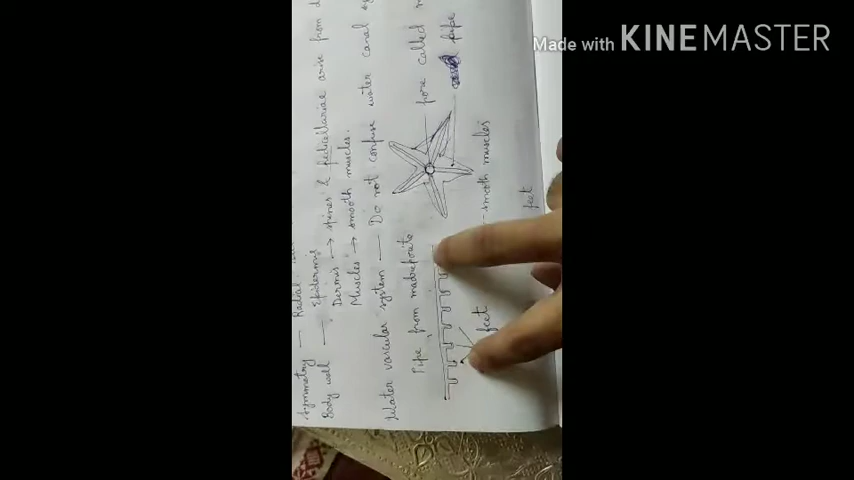 Made with KINEMASTER
Symmetry — Radial
Body wall — Epidermis
Dermis → spines & pedicellariae arise from d
Muscles → smooth muscles.
Water vascular system — Do not confuse water canal
Pipe from madreporite
pore called m
pipe
smooth muscles
feet
feet